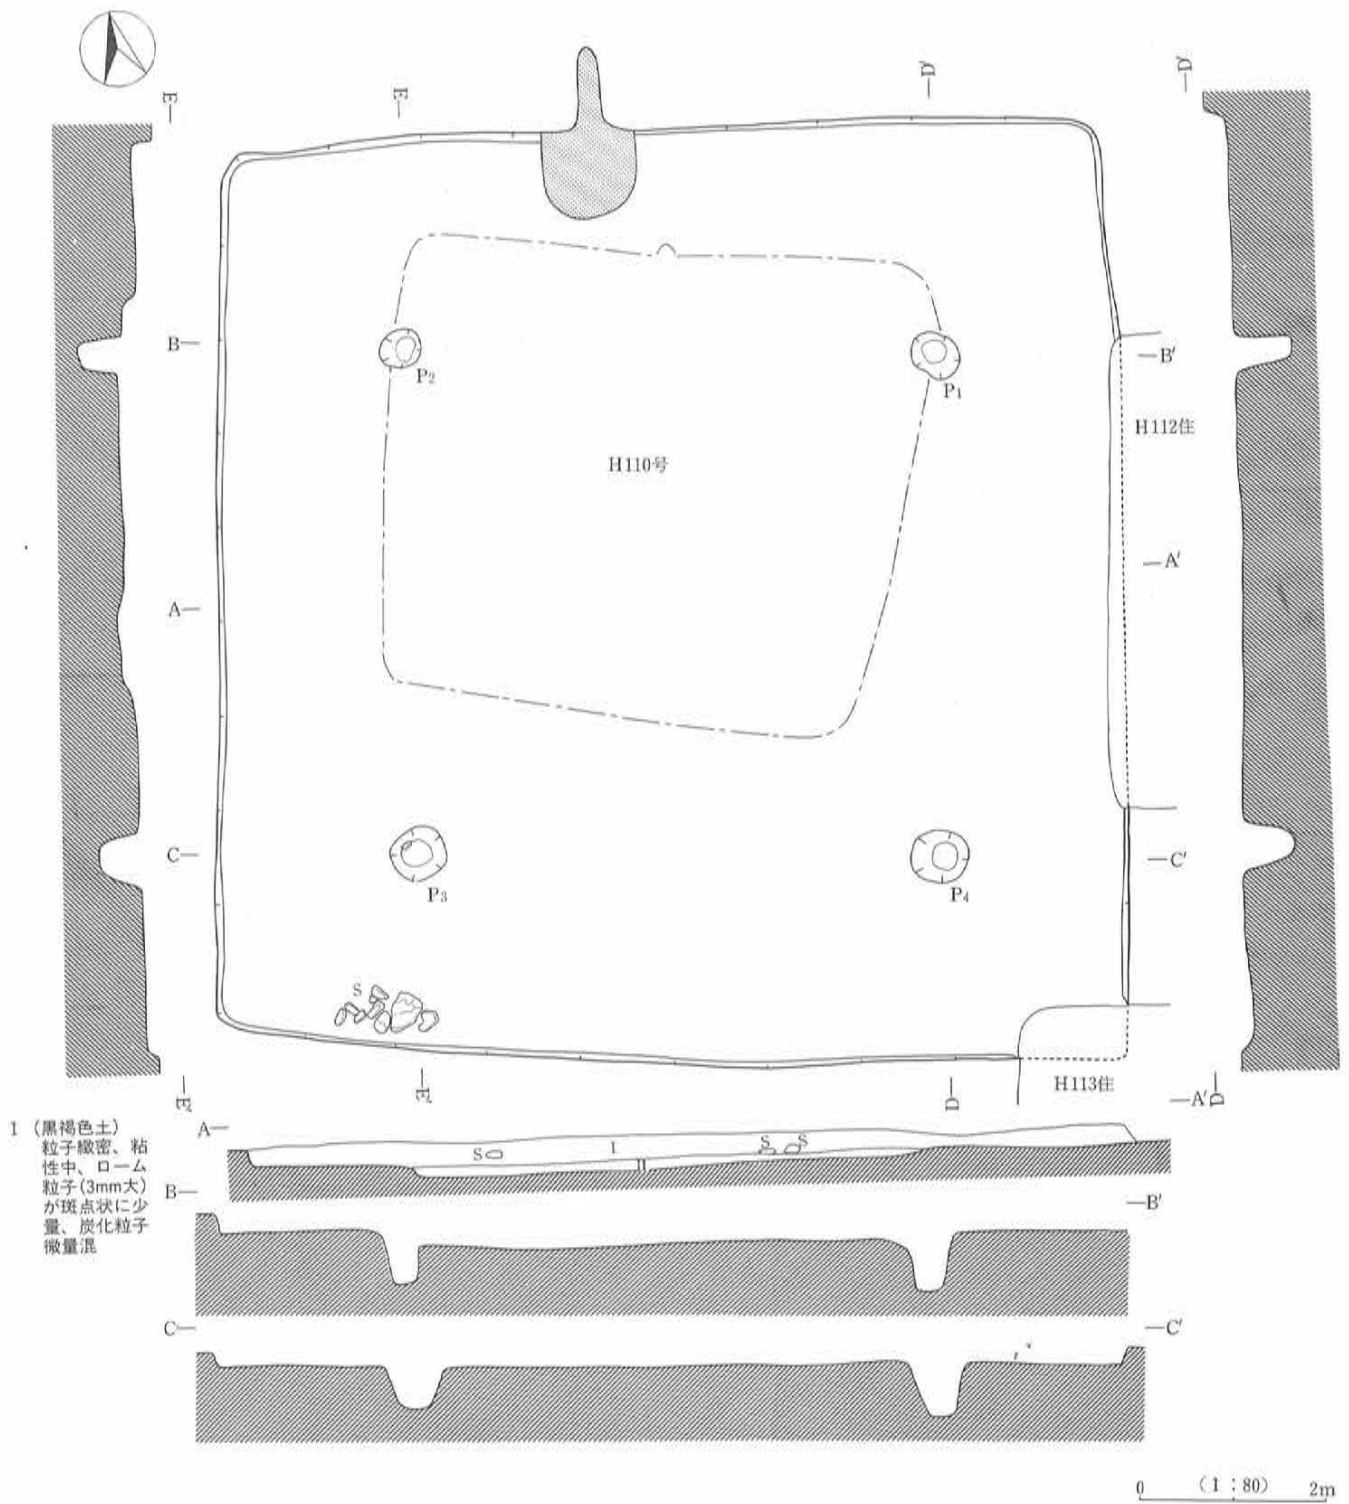 E
E
D′
D′
B
B′
P2
P1
H112住
H110号
A′
A
C
C′
P3
P4
S
H113住
E′
E′
D
D
A′
1 (黒褐色土)
粒子緻密、粘
性中、ローム
粒子(3mm大)
が斑点状に少
量、炭化粒子
微量混
A
S
1
S
S
B
B′
C
C′
0 (1:80) 2m